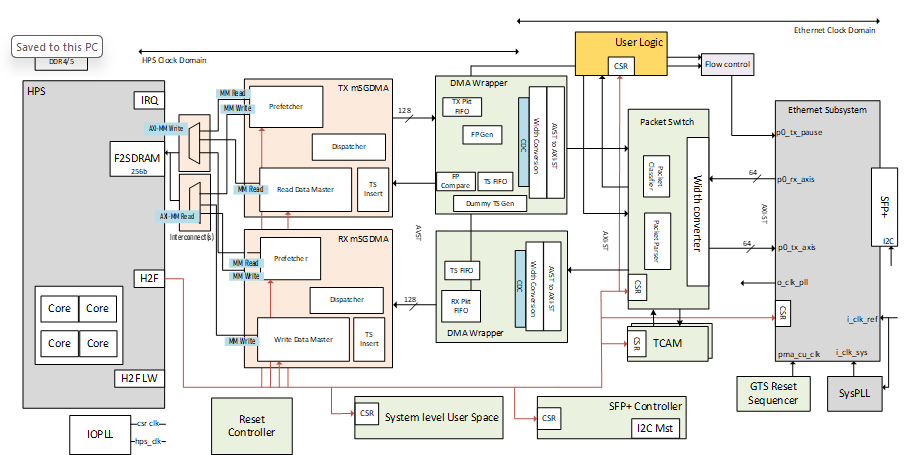 Saved to this PC
DDR4/5
HPS Clock Domain
Ethernet Clock Domain
HPS
IRQ
F2SDRAM
256b
H2F
H2F LW
Core
Core
Core
Core
IOPLL
csr clk
hps_clk
MM Read
MM Write
AXI-MM Write
MM Read
AXI-MM Read
Interconnect(s)
MM Read
MM Write
MM Write
TX mSGDMA
Prefetcher
Dispatcher
Read Data Master
TS
Insert
RX mSGDMA
Prefetcher
Dispatcher
Write Data Master
TS
Insert
128
AVST
128
DMA Wrapper
TX Pkt
FIFO
FP Gen
FP
Compare
TS FIFO
Dummy TS Gen
CDC
Width Conversion
AVST to AXI-ST
TS FIFO
RX Pkt
FIFO
CDC
Width Conversion
AVST to AXI-ST
DMA Wrapper
User Logic
CSR
Flow control
AXI-ST
Packet Switch
Packet
Classifier
Packet Parser
Width converter
CSR
CSR
TCAM
64
AXI-ST
64
Ethernet Subsystem
p0_tx_pause
p0_rx_axis
p0_tx_axis
o_clk_pll
CSR
i_clk_ref
pma_cu_clk
i_clk_sys
SFP+
I2C
GTS Reset
Sequencer
SysPLL
Reset
Controller
CSR
System level User Space
CSR
SFP+ Controller
I2C Mst